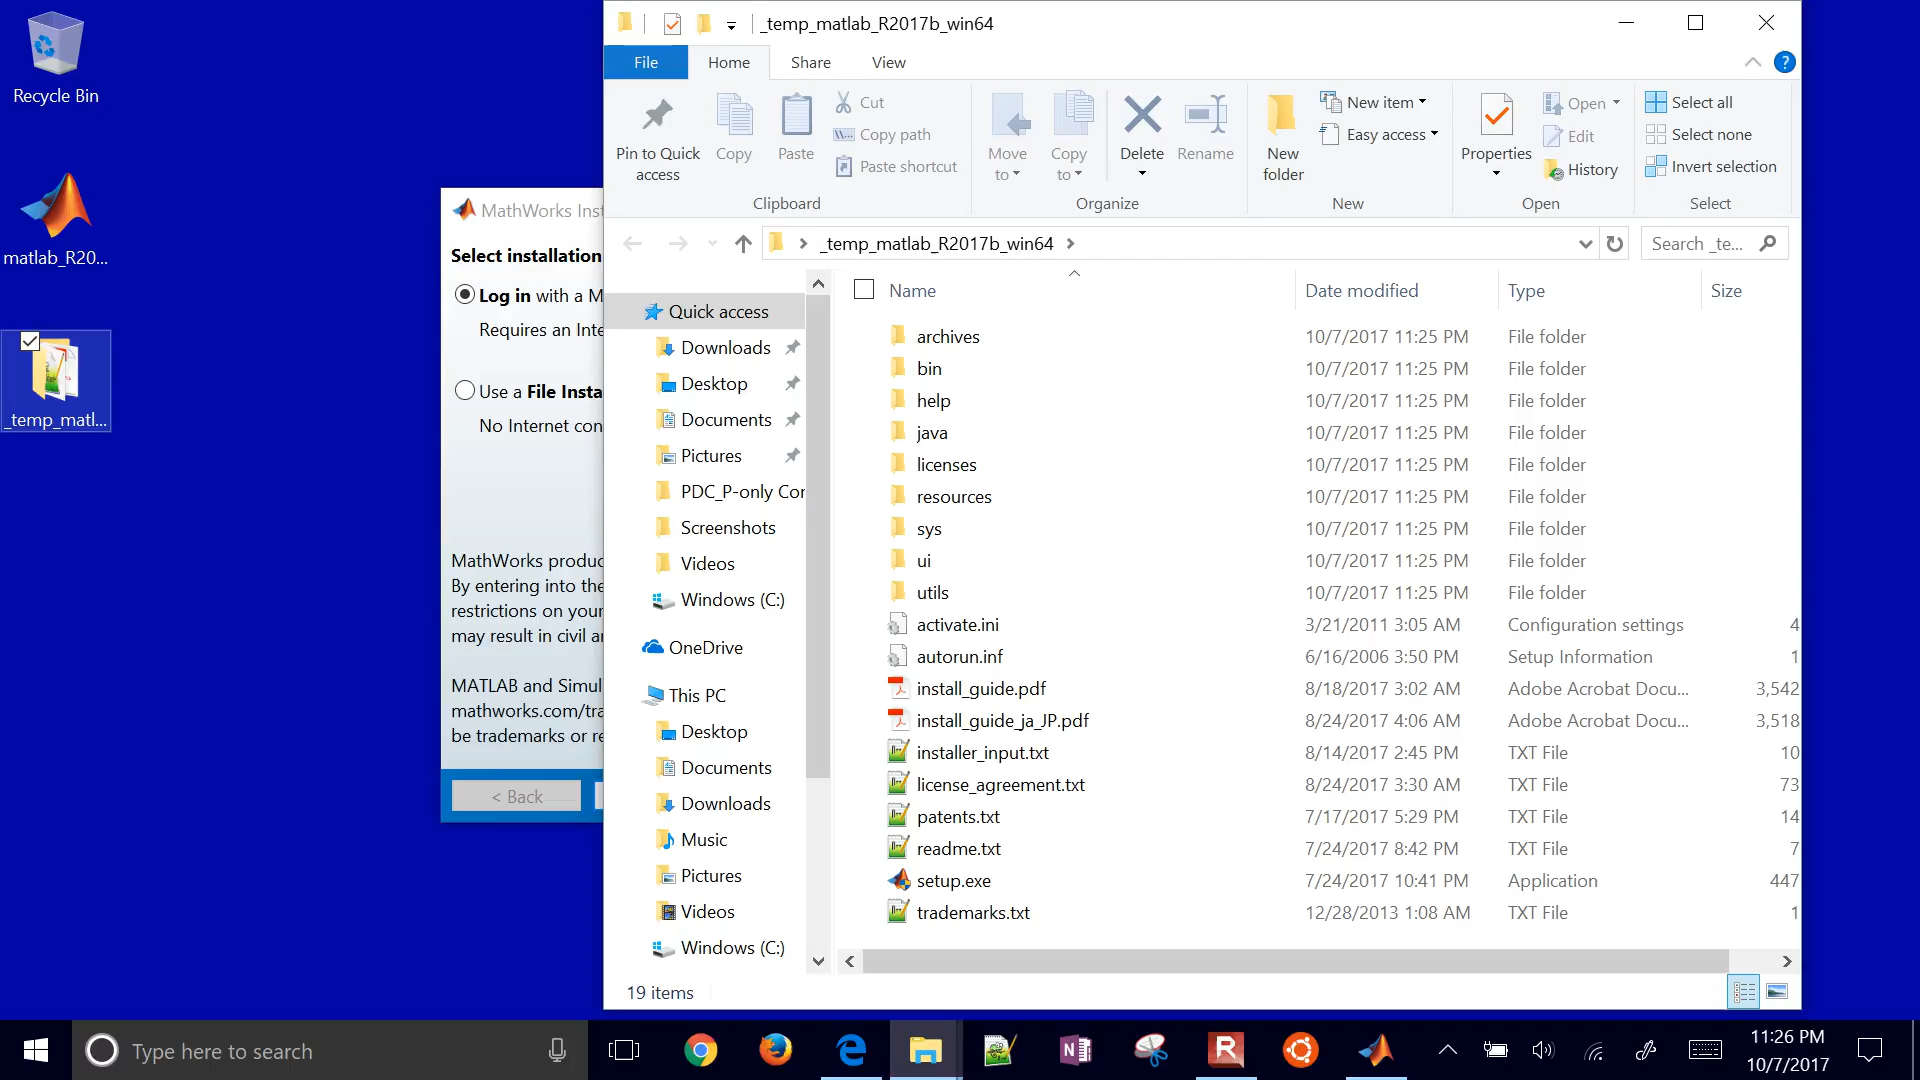 Recycle Bin
matlab_R20...
_temp_matl...
MathWorks Inst
Select installation
Log in with a M
Requires an Inte
Use a File Insta
No Internet con
MathWorks produc
By entering into the
restrictions on your
may result in civil a
MATLAB and Simul
mathworks.com/tra
be trademarks or re
< Back
_temp_matlab_R2017b_win64
File Home Share View
Pin to Quick access
Copy
Paste
Cut
Copy path
Paste shortcut
Clipboard
Move to
Copy to
Delete
Rename
Organize
New folder
New item
Easy access
New
Properties
Open
Edit
History
Open
Select all
Select none
Invert selection
Select
_temp_matlab_R2017b_win64
Search _te...
Quick access
Downloads
Desktop
Documents
Pictures
PDC_P-only Cor
Screenshots
Videos
Windows (C:)
OneDrive
This PC
Desktop
Documents
Downloads
Music
Pictures
Videos
Windows (C:)
Name Date modified Type Size
archives 10/7/2017 11:25 PM File folder
bin 10/7/2017 11:25 PM File folder
help 10/7/2017 11:25 PM File folder
java 10/7/2017 11:25 PM File folder
licenses 10/7/2017 11:25 PM File folder
resources 10/7/2017 11:25 PM File folder
sys 10/7/2017 11:25 PM File folder
ui 10/7/2017 11:25 PM File folder
utils 10/7/2017 11:25 PM File folder
activate.ini 3/21/2011 3:05 AM Configuration settings 4
autorun.inf 6/16/2006 3:50 PM Setup Information 1
install_guide.pdf 8/18/2017 3:02 AM Adobe Acrobat Docu... 3,542
install_guide_ja_JP.pdf 8/24/2017 4:06 AM Adobe Acrobat Docu... 3,518
installer_input.txt 8/14/2017 2:45 PM TXT File 10
license_agreement.txt 8/24/2017 3:30 AM TXT File 73
patents.txt 7/17/2017 5:29 PM TXT File 14
readme.txt 7/24/2017 8:42 PM TXT File 7
setup.exe 7/24/2017 10:41 PM Application 447
trademarks.txt 12/28/2013 1:08 AM TXT File 1
19 items
Type here to search
11:26 PM
10/7/2017